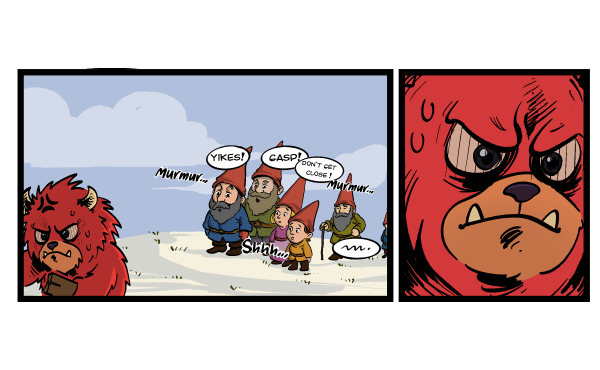 YIKES!
GASP!
DON'T GET
CLOSE!
Murmur...
Murmur...
Shhh...